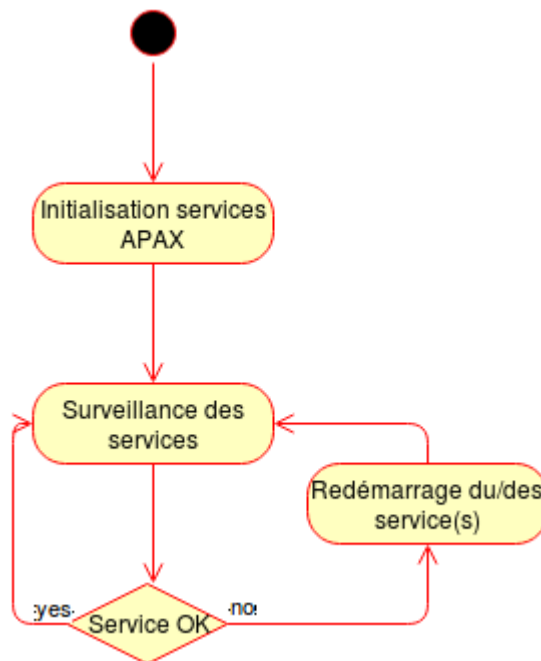 Initialisation services
APAX
Surveillance des
services
Redémarrage du/des
service(s)
yes
Service OK
no